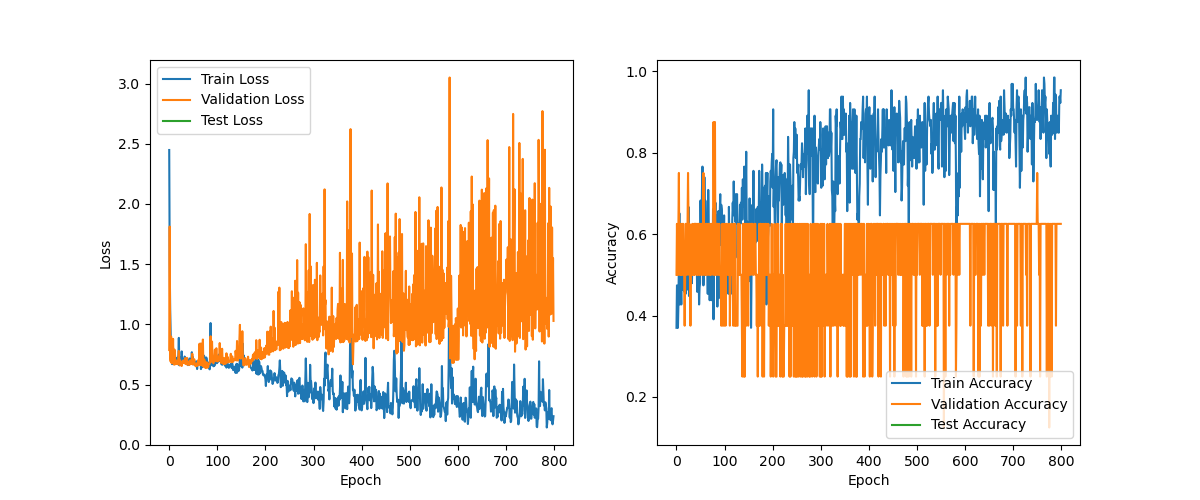 Train Loss
Validation Loss
Test Loss
3.0
2.5
2.0
1.5
1.0
0.5
0.0
Loss
0 100 200 300 400 500 600 700 800
Epoch
1.0
0.8
0.6
0.4
0.2
Accuracy
Train Accuracy
Validation Accuracy
Test Accuracy
0 100 200 300 400 500 600 700 800
Epoch